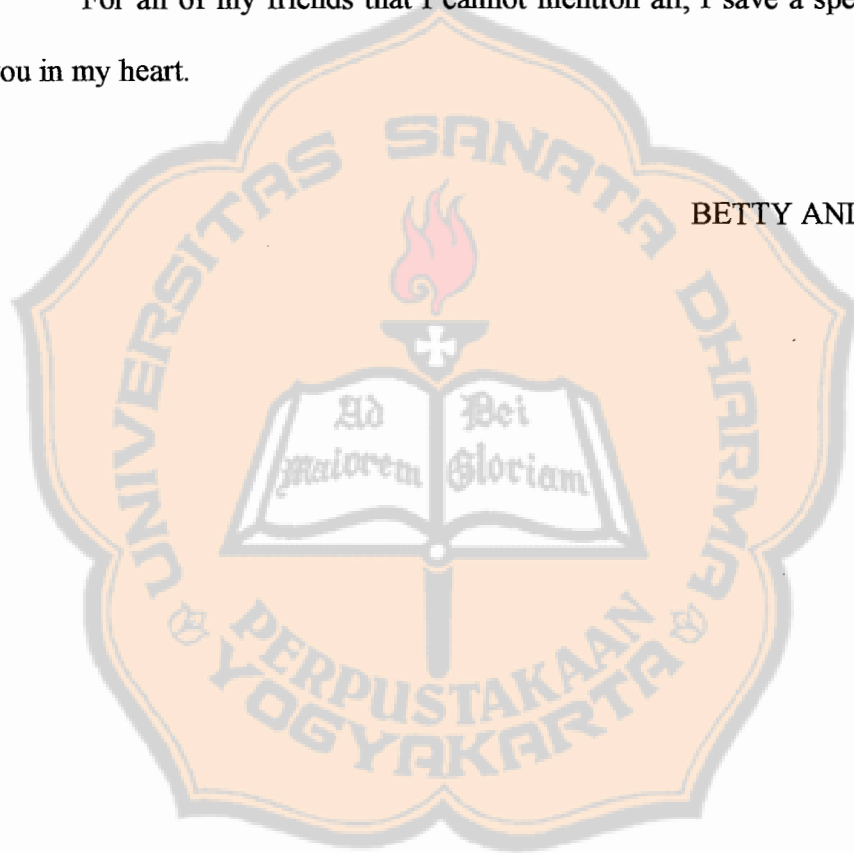 For all of my friends that I cannot mention all, I save a spe
ou in my heart.
BETTY ANI
UNIVERSITAS SANATA DHARMA
Ad Dei
Maiorem Gloriam
PERPUSTAKAAN
YOGYAKARTA